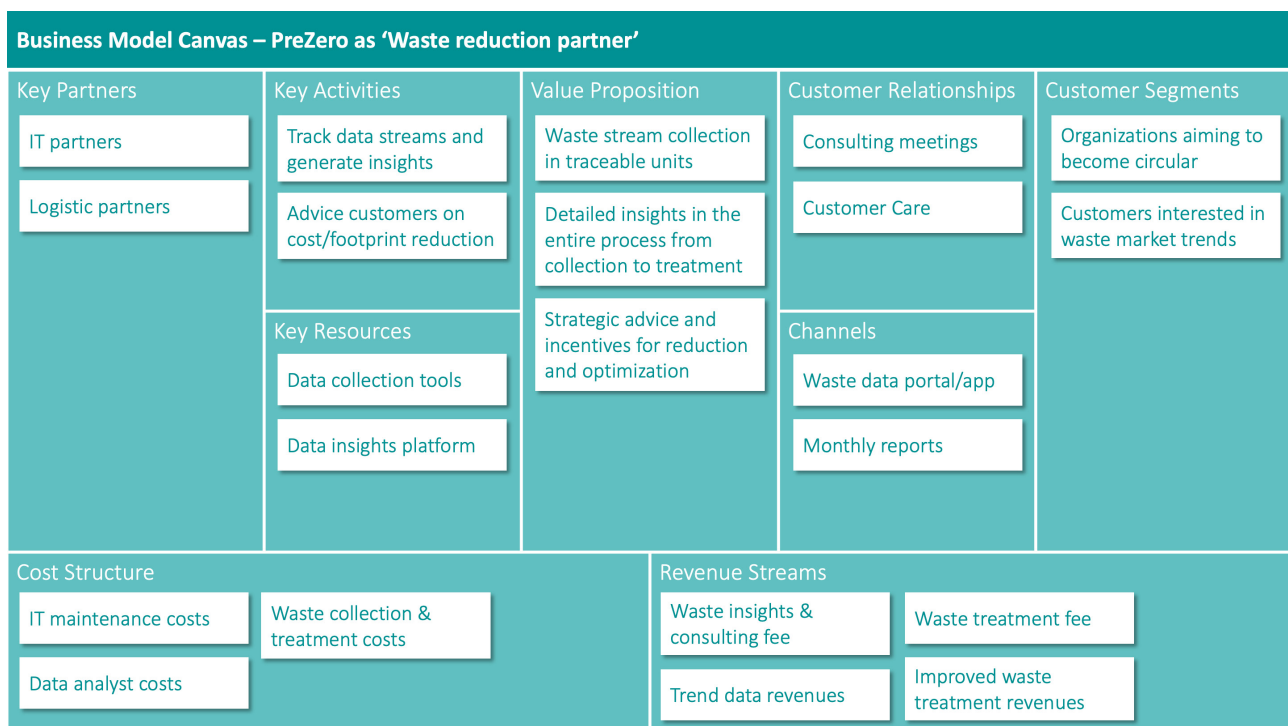 Business Model Canvas – PreZero as ‘Waste reduction partner’
Key Partners
IT partners
Logistic partners
Key Activities
Track data streams and
generate insights
Advice customers on
cost/footprint reduction
Key Resources
Data collection tools
Data insights platform
Value Proposition
Waste stream collection
in traceable units
Detailed insights in the
entire process from
collection to treatment
Strategic advice and
incentives for reduction
and optimization
Customer Relationships
Consulting meetings
Customer Care
Channels
Waste data portal/app
Monthly reports
Customer Segments
Organizations aiming to
become circular
Customers interested in
waste market trends
Cost Structure
IT maintenance costs
Data analyst costs
Waste collection &
treatment costs
Revenue Streams
Waste insights &
consulting fee
Trend data revenues
Waste treatment fee
Improved waste
treatment revenues